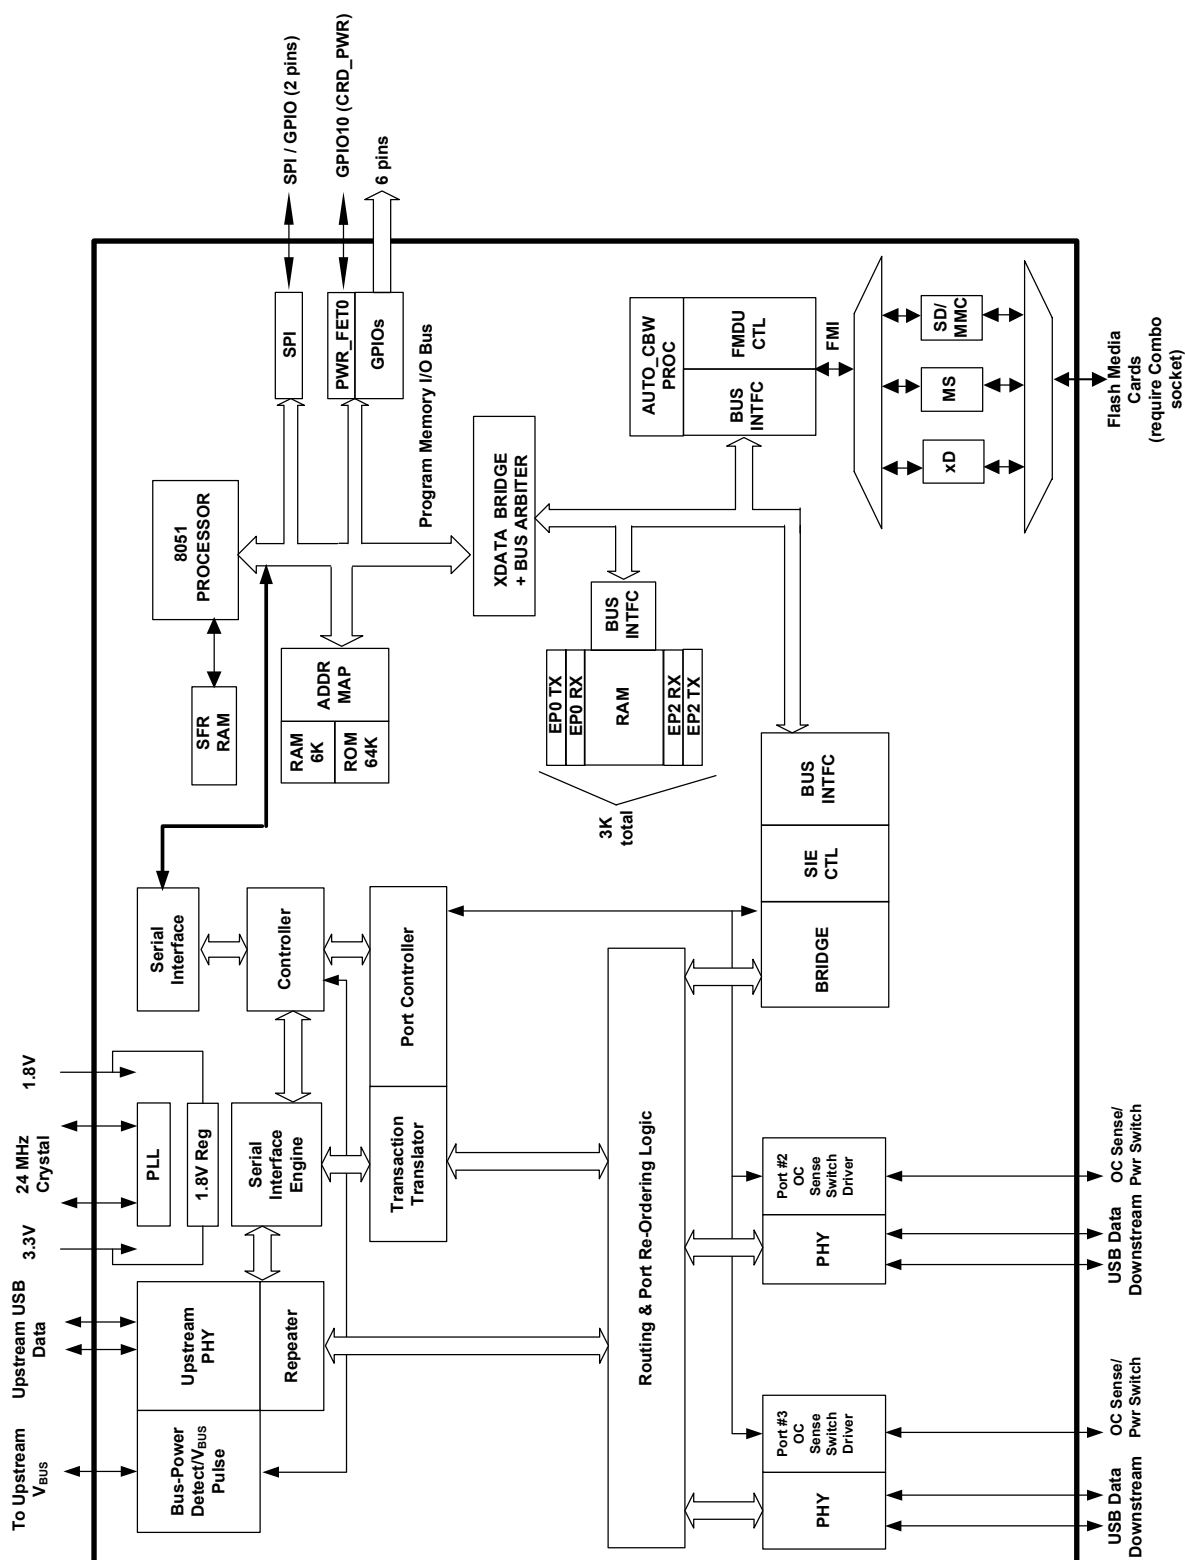 To Upstream
VBUS
Upstream USB
Data
3.3V
24 MHz
Crystal
1.8V
Bus-Power
Detect/VBUS
Pulse
Upstream
PHY
Repeater
PLL
1.8V Reg
Serial
Interface
Engine
Serial
Interface
Controller
Transaction
Translator
Port Controller
SFR
RAM
8051
PROCESSOR
RAM
6K
ROM
64K
ADDR
MAP
SPI
SPI / GPIO (2 pins)
PWR_FET0
GPIO10 (CRD_PWR)
GPIOs
6 pins
Program Memory I/O Bus
XDATA BRIDGE
+ BUS ARBITER
3K
total
EP0 TX
EP0 RX
RAM
EP2 RX
EP2 TX
BUS
INTFC
AUTO_CBW
PROC
BUS
INTFC
FMDU
CTL
FMI
xD
MS
SD/
MMC
Flash Media
Cards
(require Combo
socket)
Routing & Port Re-Ordering Logic
BRIDGE
SIE
CTL
BUS
INTFC
PHY
Port #3
OC
Sense
Switch
Driver
PHY
Port #2
OC
Sense
Switch
Driver
USB Data
Downstream
OC Sense/
Pwr Switch
USB Data
Downstream
OC Sense/
Pwr Switch